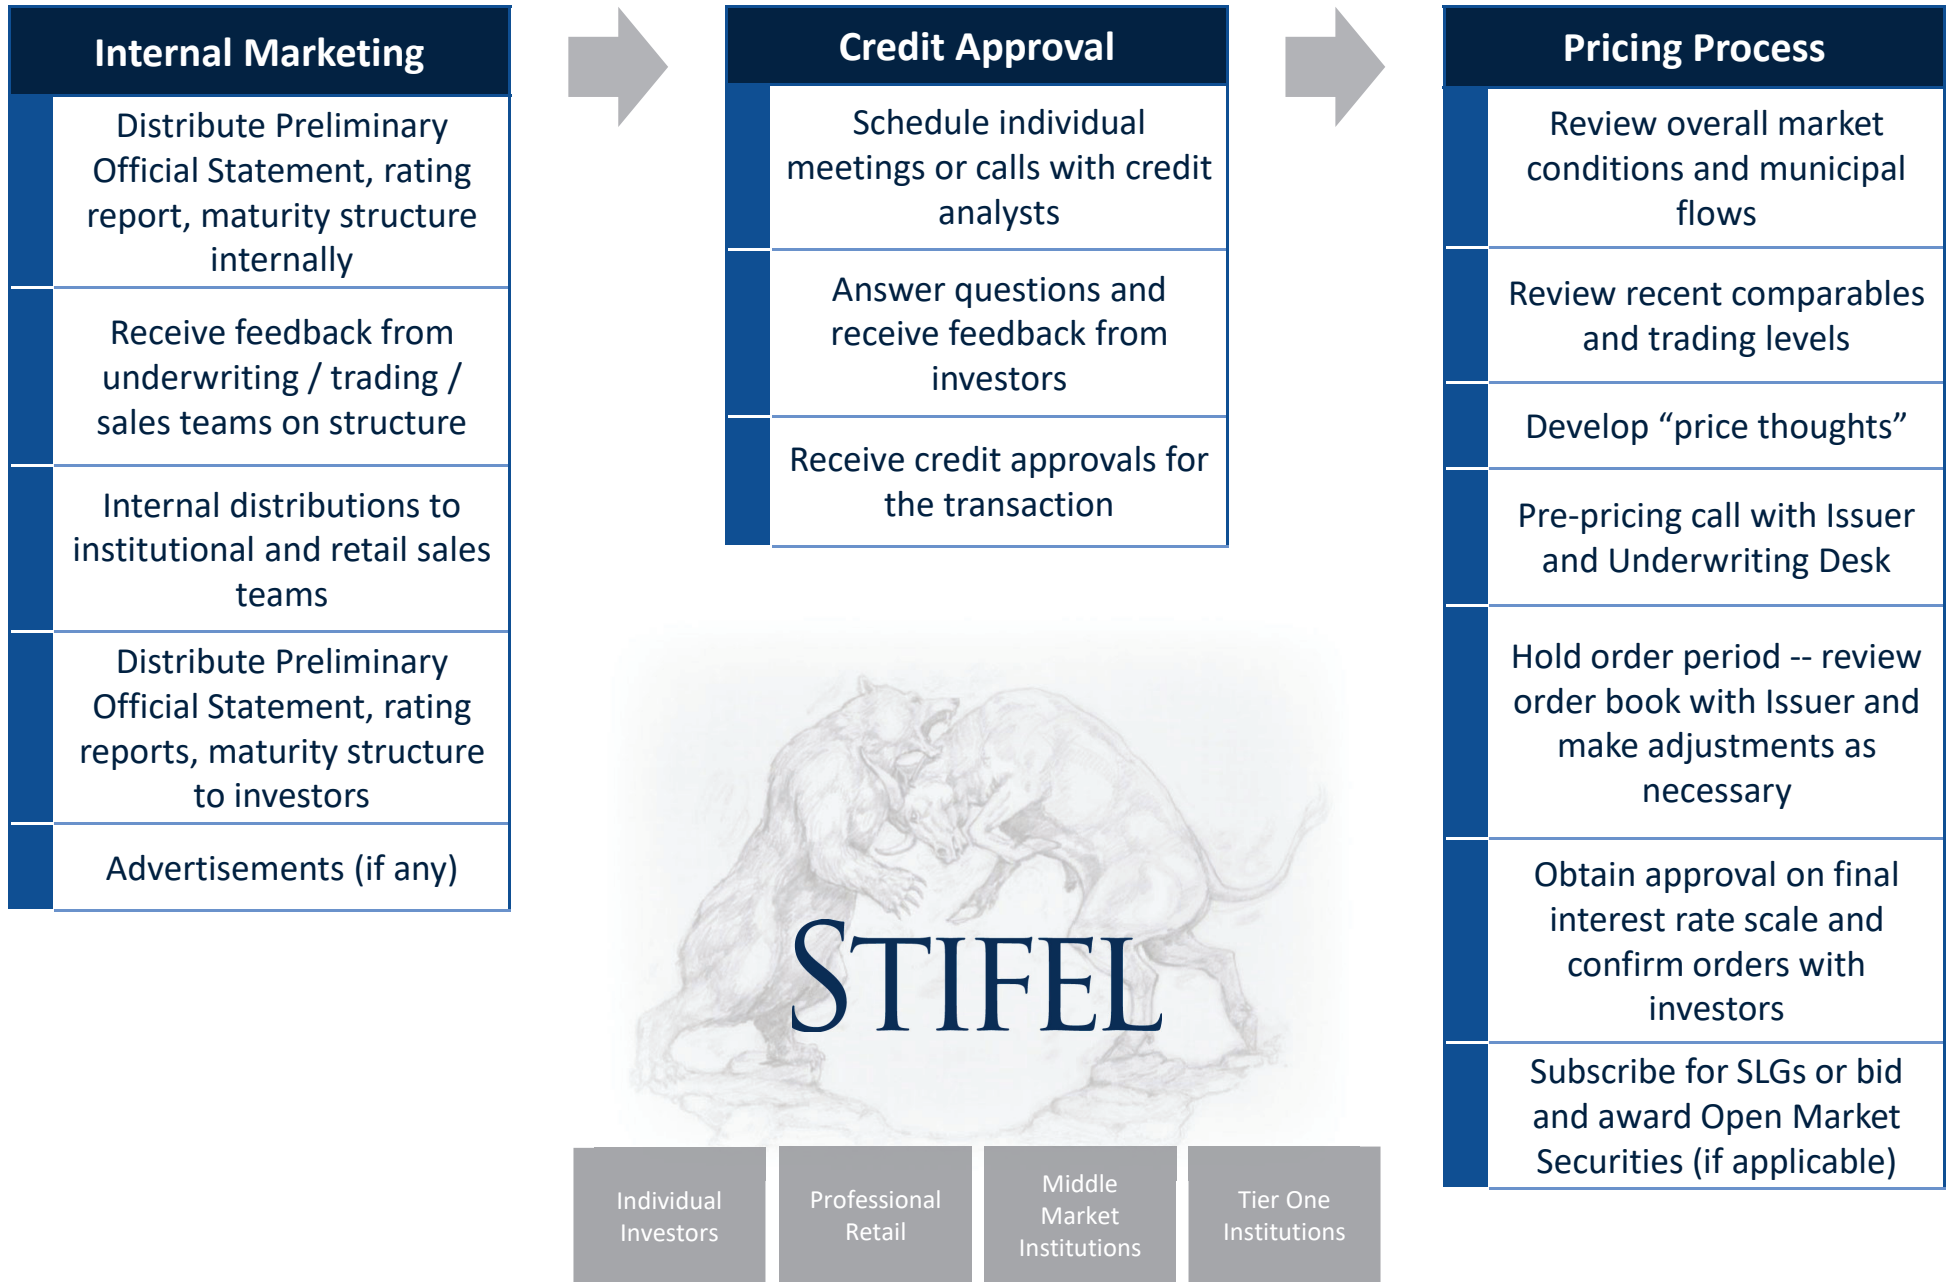 Internal Marketing
Distribute Preliminary
Official Statement, rating
report, maturity structure
internally
Receive feedback from
underwriting / trading /
sales teams on structure
Internal distributions to
institutional and retail sales
teams
Distribute Preliminary
Official Statement, rating
reports, maturity structure
to investors
Advertisements (if any)
Credit Approval
Schedule individual
meetings or calls with credit
analysts
Answer questions and
receive feedback from
investors
Receive credit approvals for
the transaction
Pricing Process
Review overall market
conditions and municipal
flows
Review recent comparables
and trading levels
Develop “price thoughts”
Pre-pricing call with Issuer
and Underwriting Desk
Hold order period -- review
order book with Issuer and
make adjustments as
necessary
Obtain approval on final
interest rate scale and
confirm orders with
investors
Subscribe for SLGs or bid
and award Open Market
Securities (if applicable)
STIFEL
Individual
Investors
Professional
Retail
Middle
Market
Institutions
Tier One
Institutions